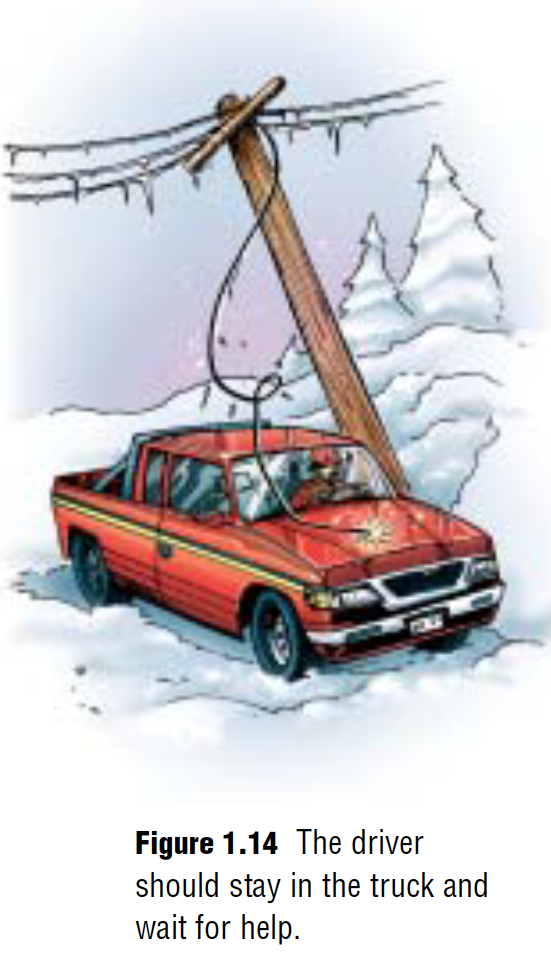 Figure 1.14 The driver
should stay in the truck and
wait for help.